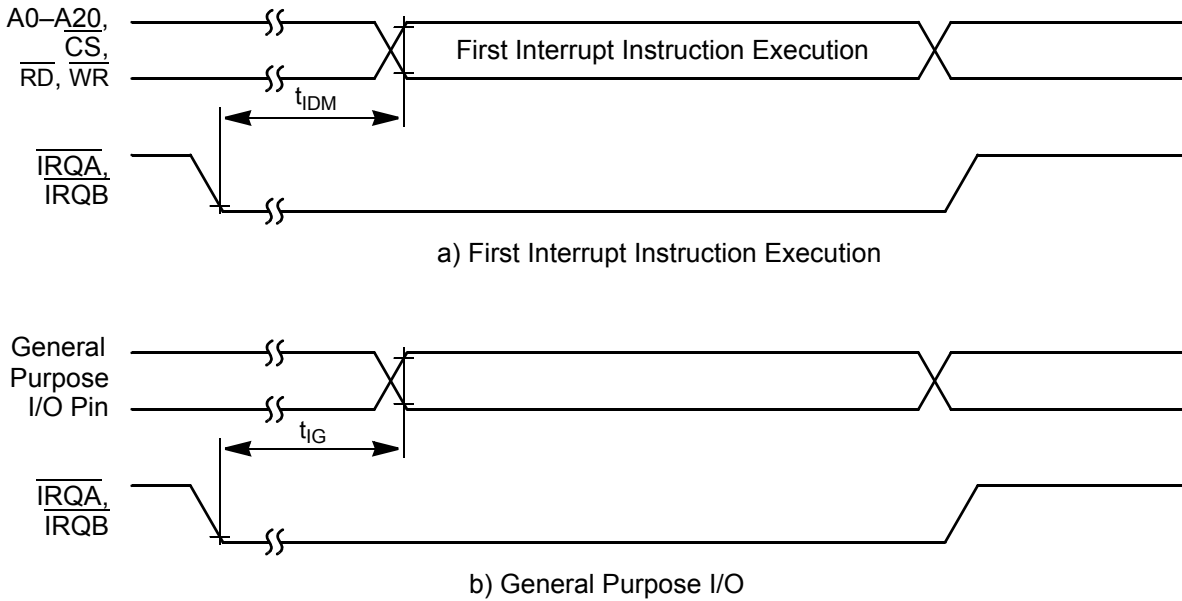 A0–A20,
CS,
RD, WR
First Interrupt Instruction Execution
tIDM
IRQA,
IRQB
a) First Interrupt Instruction Execution
General
Purpose
I/O Pin
tIG
IRQA,
IRQB
b) General Purpose I/O